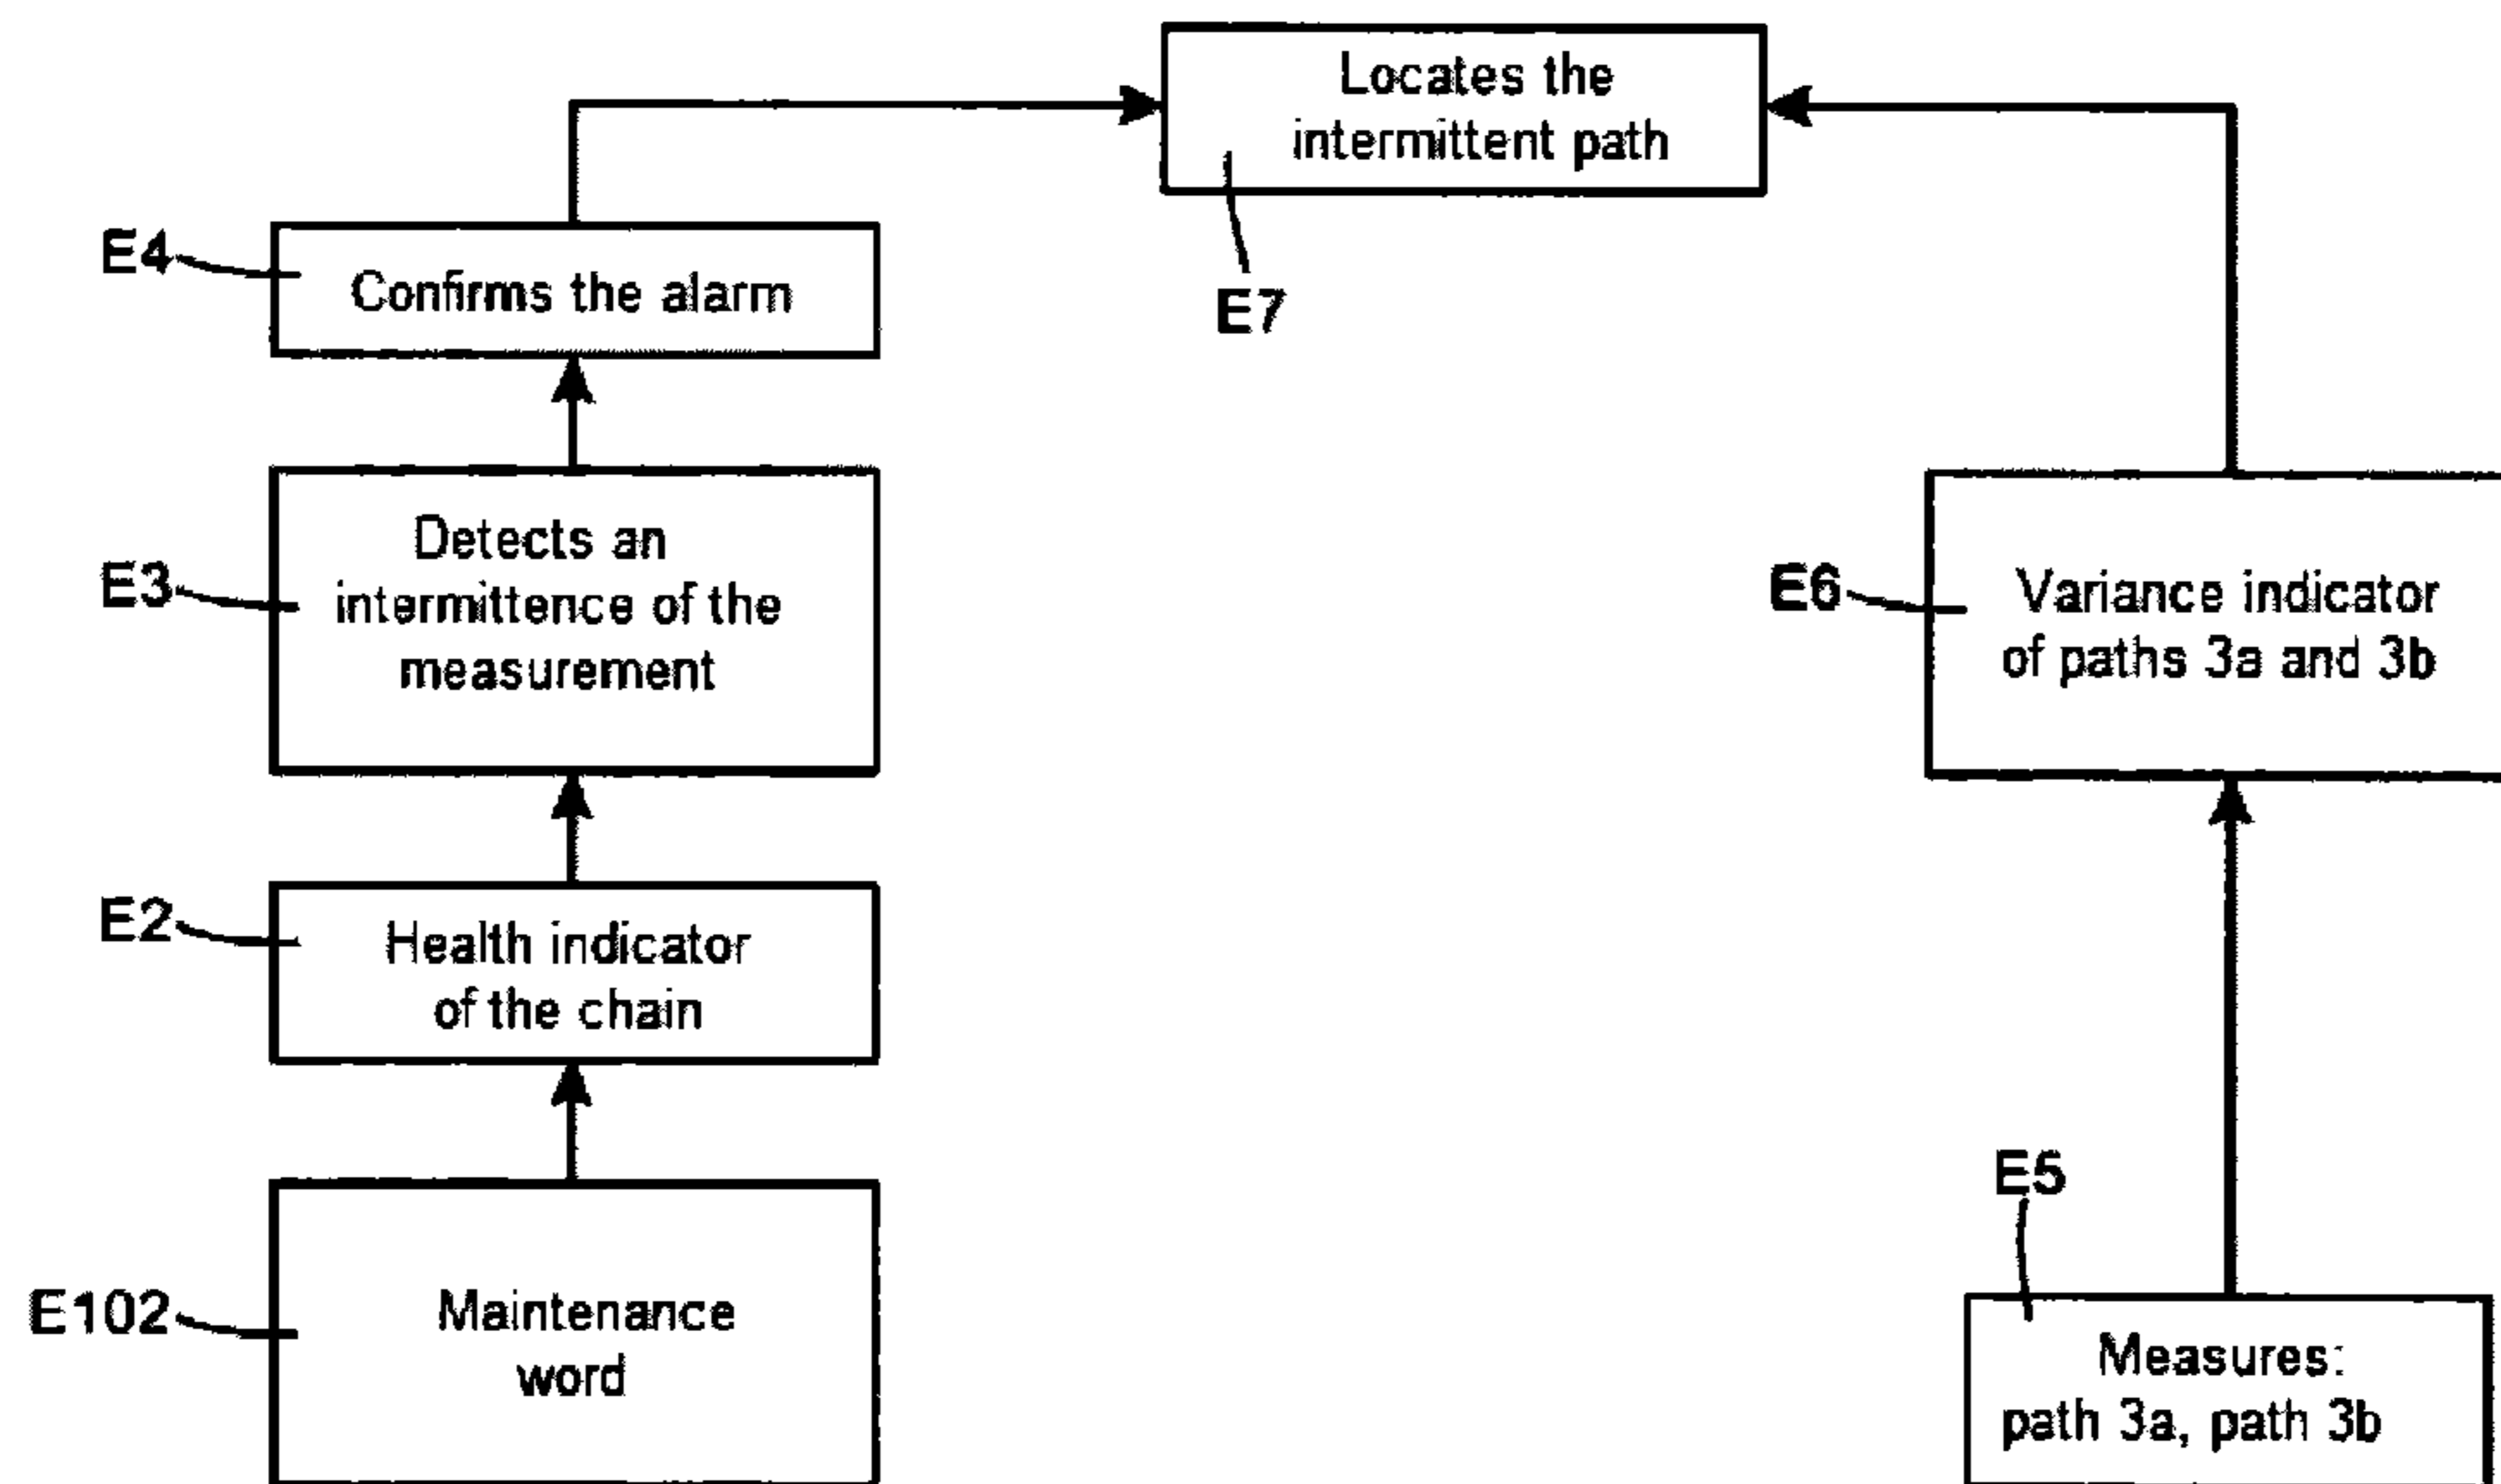 Locates the
intermittent path
E7
E4
Confirms the alarm
E3
Detects an
intermittence of the
measurement
E6
Variance indicator
of paths 3a and 3b
E2
Health indicator
of the chain
E5
E102
Maintenance
word
Measures:
path 3a, path 3b